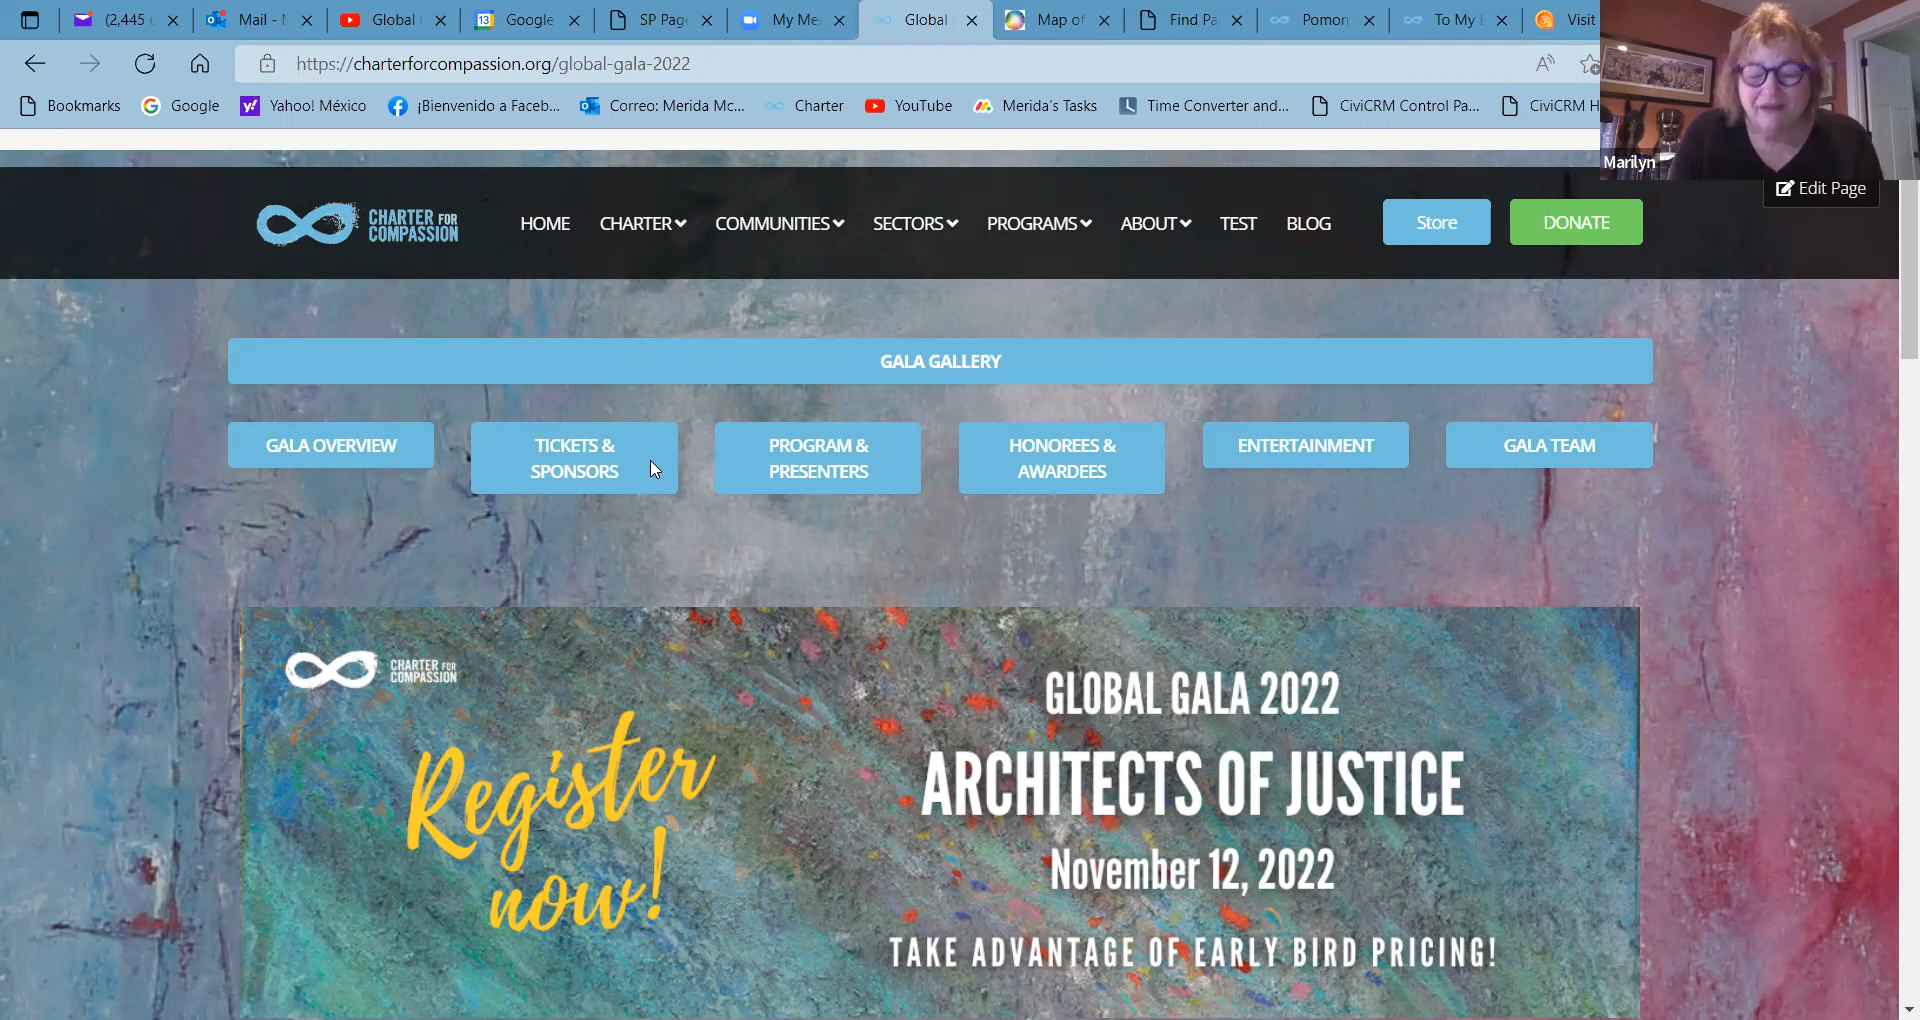 (2,445
Mail -
Global
13
Google
SP Pag
My Me
Global
Map of
Find Pa
Pomon
To My
Visit
https://charterforcompassion.org/global-gala-2022
Bookmarks
Google
Yahoo! México
¡Bienvenido a Faceb...
Correo: Merida Mc...
Charter
YouTube
Merida's Tasks
Time Converter and...
CiviCRM Control Pa...
CiviCRM H
Marilyn
Edit Page
CHARTER FOR
COMPASSION
HOME
CHARTER
COMMUNITIES
SECTORS
PROGRAMS
ABOUT
TEST
BLOG
Store
DONATE
GALA GALLERY
GALA OVERVIEW
TICKETS &
SPONSORS
PROGRAM &
PRESENTERS
HONOREES &
AWARDEES
ENTERTAINMENT
GALA TEAM
CHARTER FOR
COMPASSION
Register
now!
GLOBAL GALA 2022
ARCHITECTS OF JUSTICE
November 12, 2022
TAKE ADVANTAGE OF EARLY BIRD PRICING!